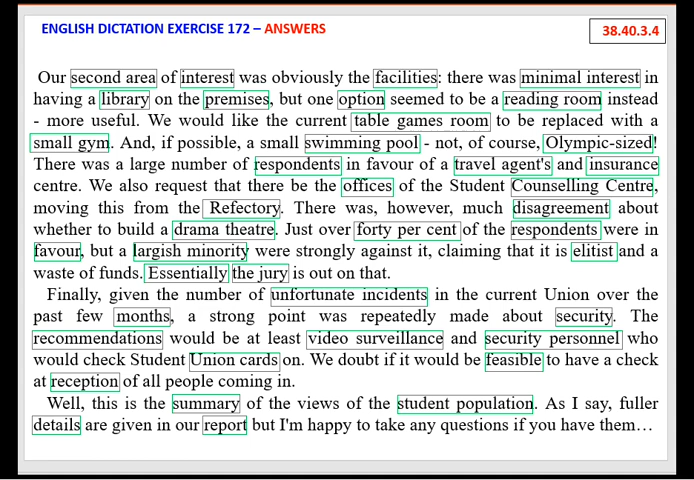 ENGLISH DICTATION EXERCISE 172 – ANSWERS
38.40.3.4
Our second area of interest was obviously the facilities: there was minimal interest in
having a library on the premises, but one option seemed to be a reading room instead
- more useful. We would like the current table games room to be replaced with a
small gym. And, if possible, a small swimming pool - not, of course, Olympic-sized!
There was a large number of respondents in favour of a travel agent's and insurance
centre. We also request that there be the offices of the Student Counselling Centre,
moving this from the Refectory. There was, however, much disagreement about
whether to build a drama theatre. Just over forty per cent of the respondents were in
favour, but a largish minority were strongly against it, claiming that it is elitist and a
waste of funds. Essentially the jury is out on that.
Finally, given the number of unfortunate incidents in the current Union over the
past few months, a strong point was repeatedly made about security. The
recommendations would be at least video surveillance and security personnel who
would check Student Union cards on. We doubt if it would be feasible to have a check
at reception of all people coming in.
Well, this is the summary of the views of the student population. As I say, fuller
details are given in our report but I'm happy to take any questions if you have them…